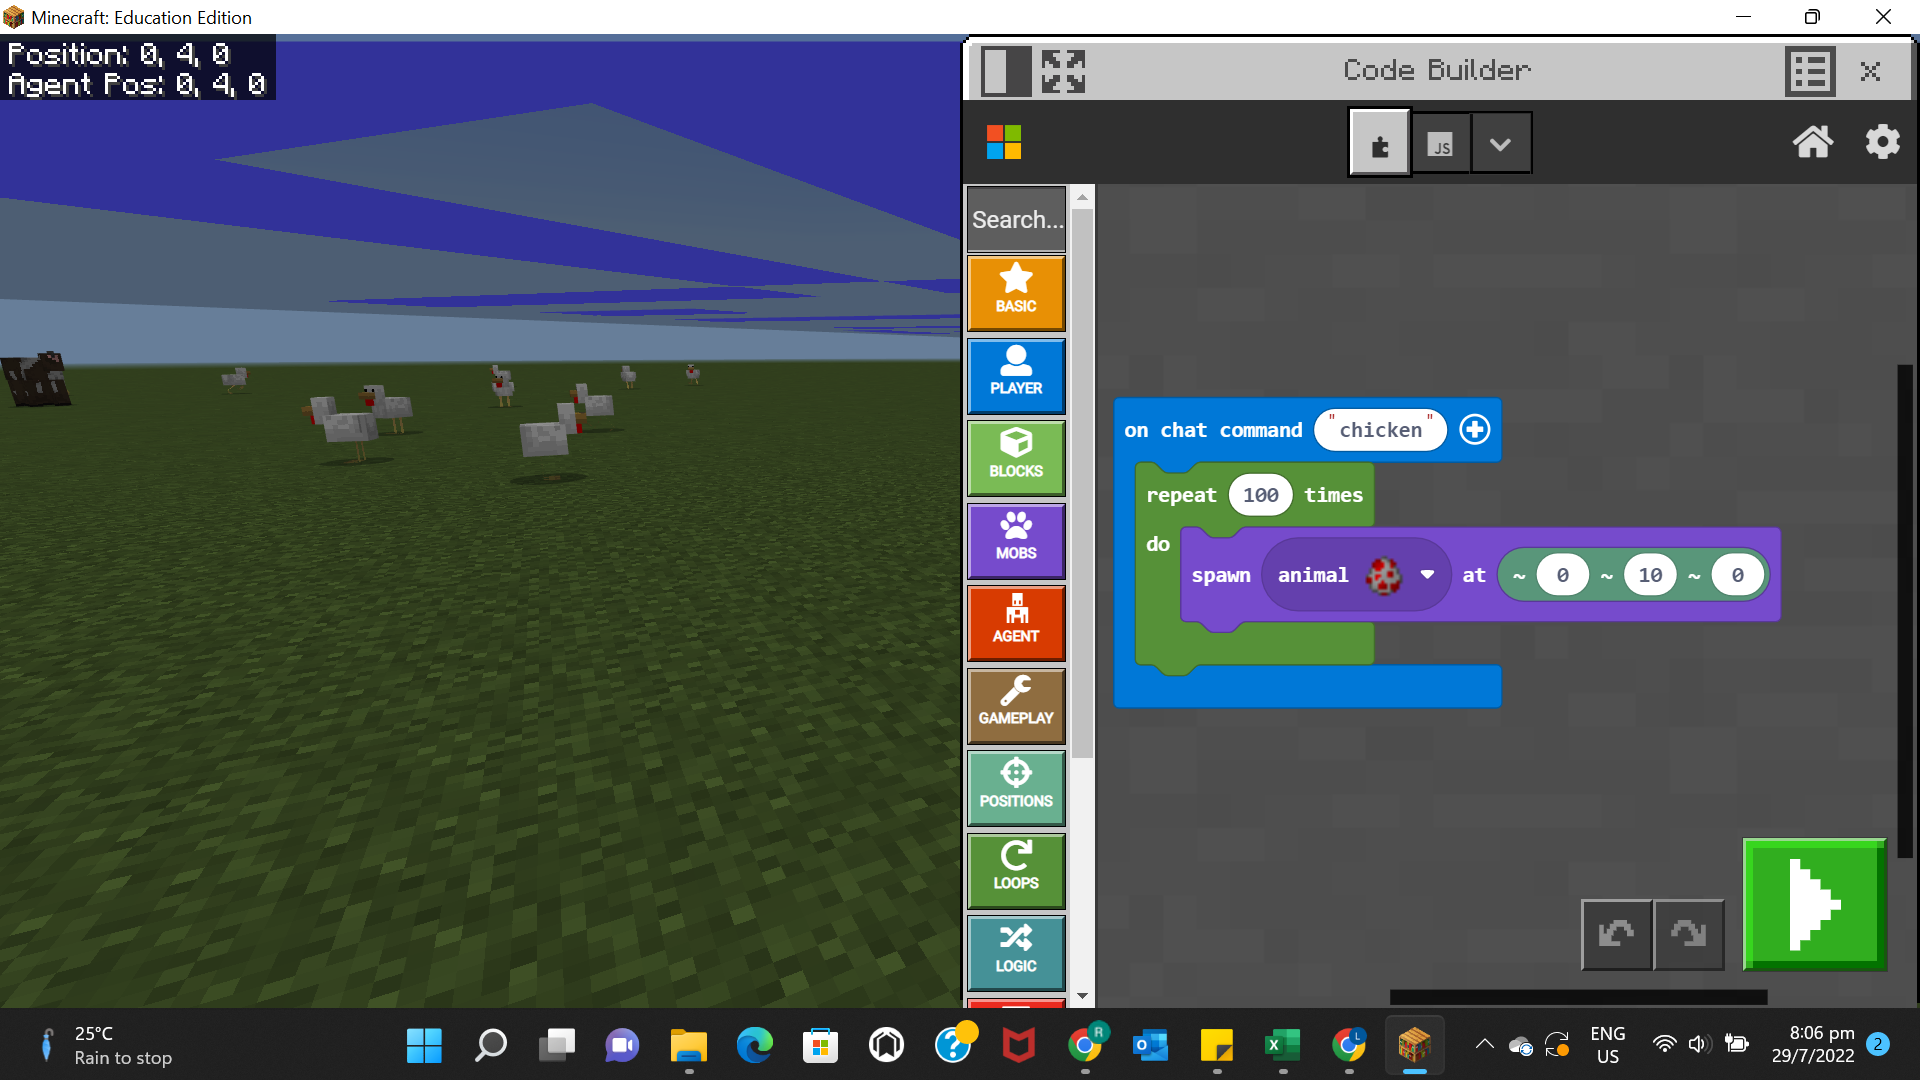 Minecraft: Education Edition
Position: 0, 4, 0
Agent Pos: 0, 4, 0
Code Builder
JS
Search...
BASIC
PLAYER
BLOCKS
MOBS
AGENT
GAMEPLAY
POSITIONS
LOOPS
LOGIC
on chat command "chicken"
repeat 100 times
do
spawn animal at ~ 0 ~ 10 ~ 0
25°C
Rain to stop
R
L
ENG
US
8:06 pm
29/7/2022
2